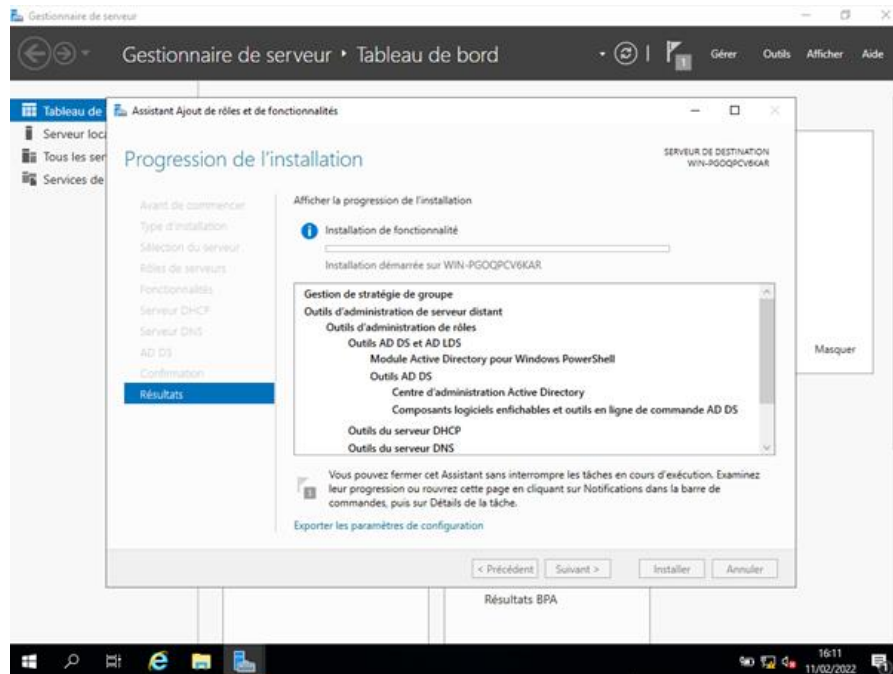 Gestionnaire de serveur
Gestionnaire de serveur • Tableau de bord
1
Gérer Outils Afficher Aide
Tableau de
Serveur loca
Tous les ser
Services de
Assistant Ajout de rôles et de fonctionnalités
Progression de l'installation
SERVEUR DE DESTINATION
WIN-PGOQPCV6KAR
Avant de commencer
Type d'installation
Sélection du serveur
Rôles de serveurs
Fonctionnalités
Serveur DHCP
Serveur DNS
AD DS
Confirmation
Résultats
Afficher la progression de l'installation
Installation de fonctionnalité
Installation démarrée sur WIN-PGOQPCV6KAR
Gestion de stratégie de groupe
Outils d'administration de serveur distant
Outils d'administration de rôles
Outils AD DS et AD LDS
Module Active Directory pour Windows PowerShell
Outils AD DS
Centre d'administration Active Directory
Composants logiciels enfichables et outils en ligne de commande AD DS
Outils du serveur DHCP
Outils du serveur DNS
1
Vous pouvez fermer cet Assistant sans interrompre les tâches en cours d'exécution. Examinez
leur progression ou rouvrez cette page en cliquant sur Notifications dans la barre de
commandes, puis sur Détails de la tâche.
Exporter les paramètres de configuration
< Précédent Suivant > Installer Annuler
Masquer
Résultats BPA
16:11
11/02/2022
1